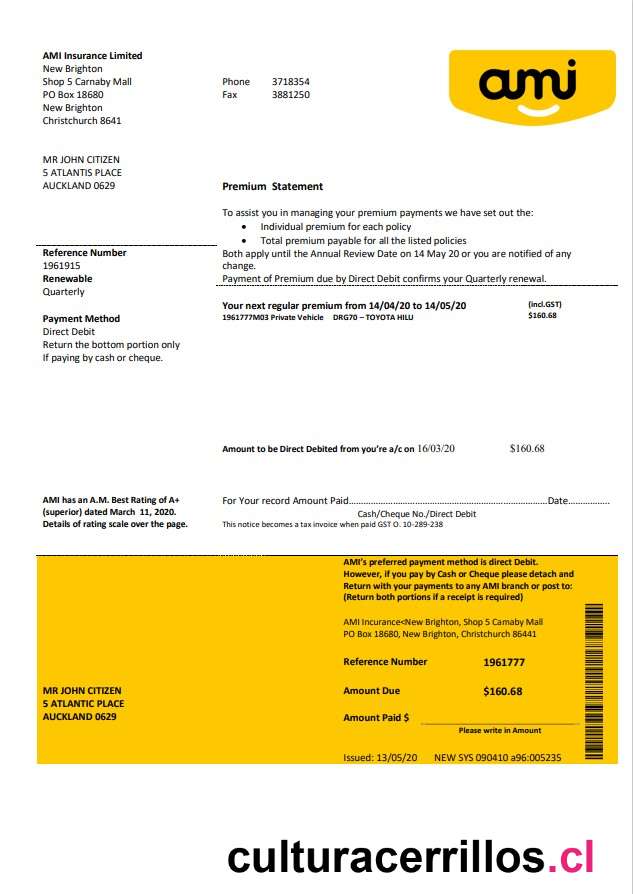 AMI Insurance Limited
New Brighton
Shop 5 Carnaby Mall
PO Box 18680
New Brighton
Christchurch 8641
Phone 3718354
Fax 3881250
ami
MR JOHN CITIZEN
5 ATLANTIS PLACE
AUCKLAND 0629
Premium Statement
To assist you in managing your premium payments we have set out the:
• Individual premium for each policy
• Total premium payable for all the listed policies
Both apply until the Annual Review Date on 14 May 20 or you are notified of any
change.
Payment of Premium due by Direct Debit confirms your Quarterly renewal.
Reference Number
1961915
Renewable
Quarterly
Payment Method
Direct Debit
Return the bottom portion only
If paying by cash or cheque.
Your next regular premium from 14/04/20 to 14/05/20 (incl.GST)
1961777M03 Private Vehicle DRG70 – TOYOTA HILU $160.68
Amount to be Direct Debited from you're a/c on 16/03/20 $160.68
AMI has an A.M. Best Rating of A+
(superior) dated March 11, 2020.
Details of rating scale over the page.
For Your record Amount Paid……………………………………………………Date…………….
Cash/Cheque No./Direct Debit
This notice becomes a tax invoice when paid GST O. 10-289-238
AMI's preferred payment method is direct Debit.
However, if you pay by Cash or Cheque please detach and
Return with your payments to any AMI branch or post to:
(Return both portions if a receipt is required)
AMI Insurance<New Brighton, Shop 5 Camaby Mall
PO Box 18680, New Brighton, Christchurch 86441
Reference Number 1961777
MR JOHN CITIZEN
5 ATLANTIC PLACE
AUCKLAND 0629
Amount Due $160.68
Amount Paid $
Please write in Amount
Issued: 13/05/20 NEW SYS 090410 a96:005235
culturacerrillos.cl